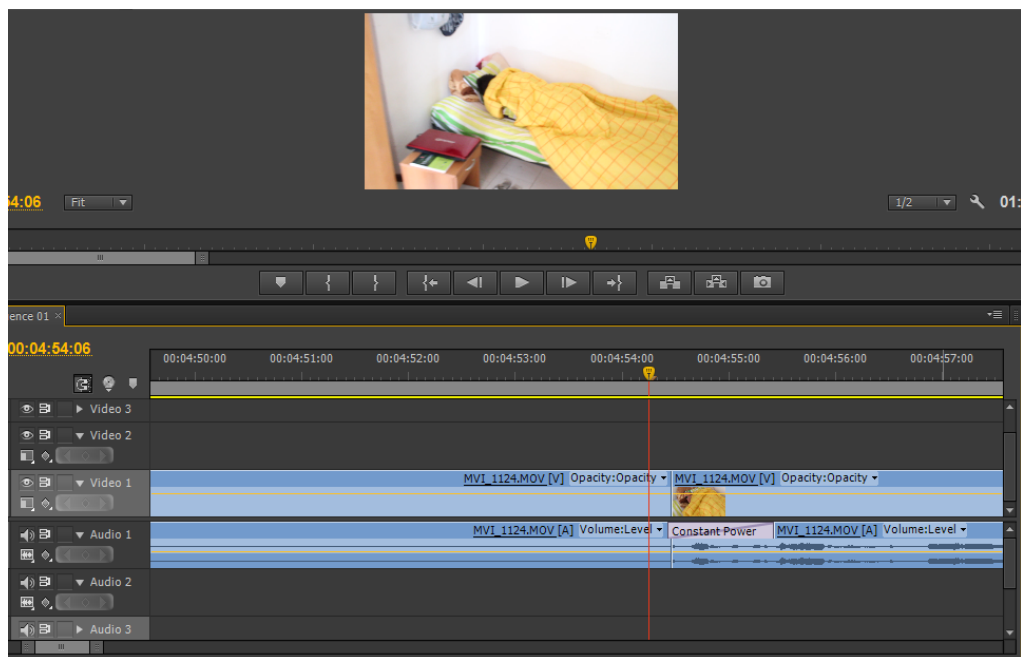 54:06 Fit 1/2 01:
ence 01 ×
00:04:54:06
00:04:50:00 00:04:51:00 00:04:52:00 00:04:53:00 00:04:54:00 00:04:55:00 00:04:56:00 00:04:57:00
Video 3
Video 2
Video 1 MVI_1124.MOV [V] Opacity:Opacity MVI_1124.MOV [V] Opacity:Opacity
Audio 1 MVI_1124.MOV [A] Volume:Level Constant Power MVI_1124.MOV [A] Volume:Level
Audio 2
Audio 3